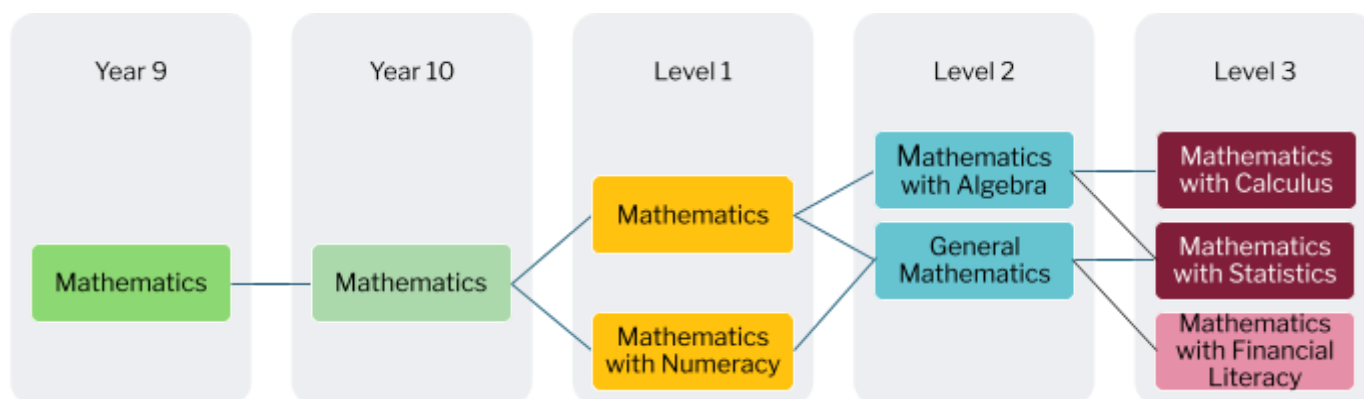 Year 9
Year 10
Level 1
Level 2
Level 3
Mathematics
Mathematics
Mathematics
Mathematics
with Numeracy
Mathematics
with Algebra
General
Mathematics
Mathematics
with Calculus
Mathematics
with Statistics
Mathematics
with Financial
Literacy